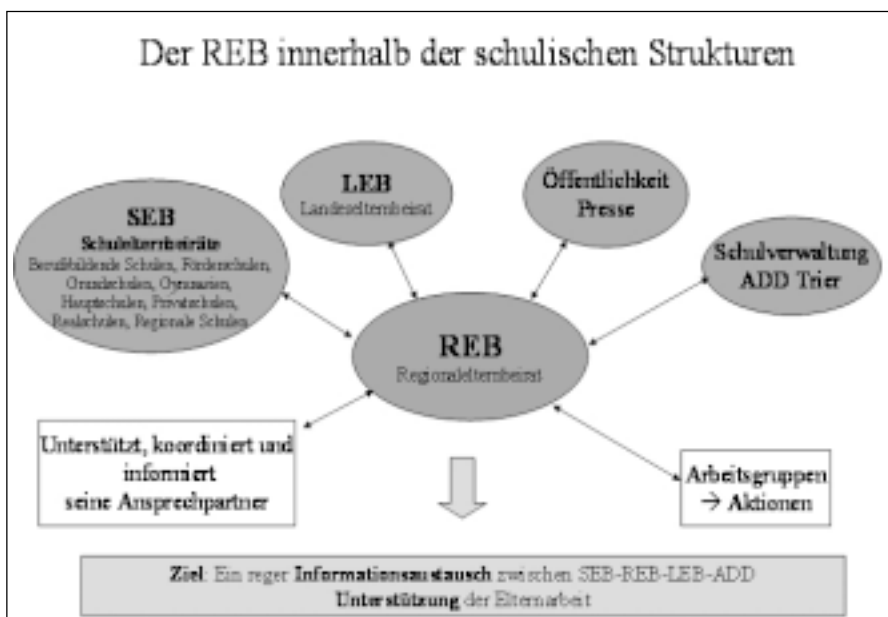 Der REB innerhalb der schulischen Strukturen
SEB
Schulelternbeiräte
Berufsbildende Schulen, Förderschulen,
Grundschulen, Gymnasien,
Hauptschulen, Privatschulen,
Realschulen, Regionale Schulen
LEB
Landeselternbeirat
Öffentlichkeit
Presse
Schulverwaltung
ADD Trier
REB
Regionalelternbeirat
Unterstützt, koordiniert und
informiert
seine Ansprechpartner
Arbeitsgruppen
→ Aktionen
Ziel: Ein reger Informationsaustausch zwischen SEB-REB-LEB-ADD
Unterstützung der Elternarbeit